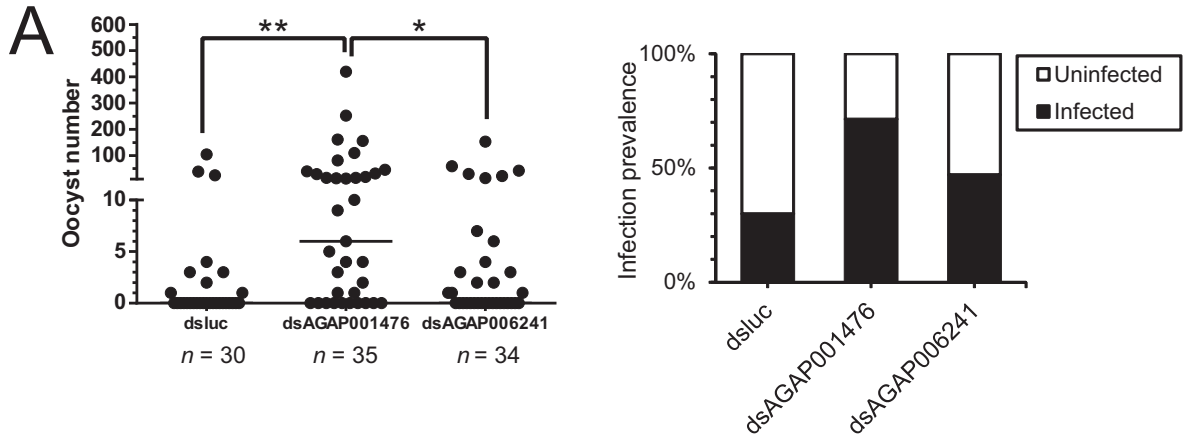 A
600
500
400
300
200
100
10
5
0
Oocyst number
**
*
dsluc
dsAGAP001476
dsAGAP006241
n = 30
n = 35
n = 34
100%
50%
0%
Infection prevalence
dsluc
dsAGAP001476
dsAGAP006241
Uninfected
Infected